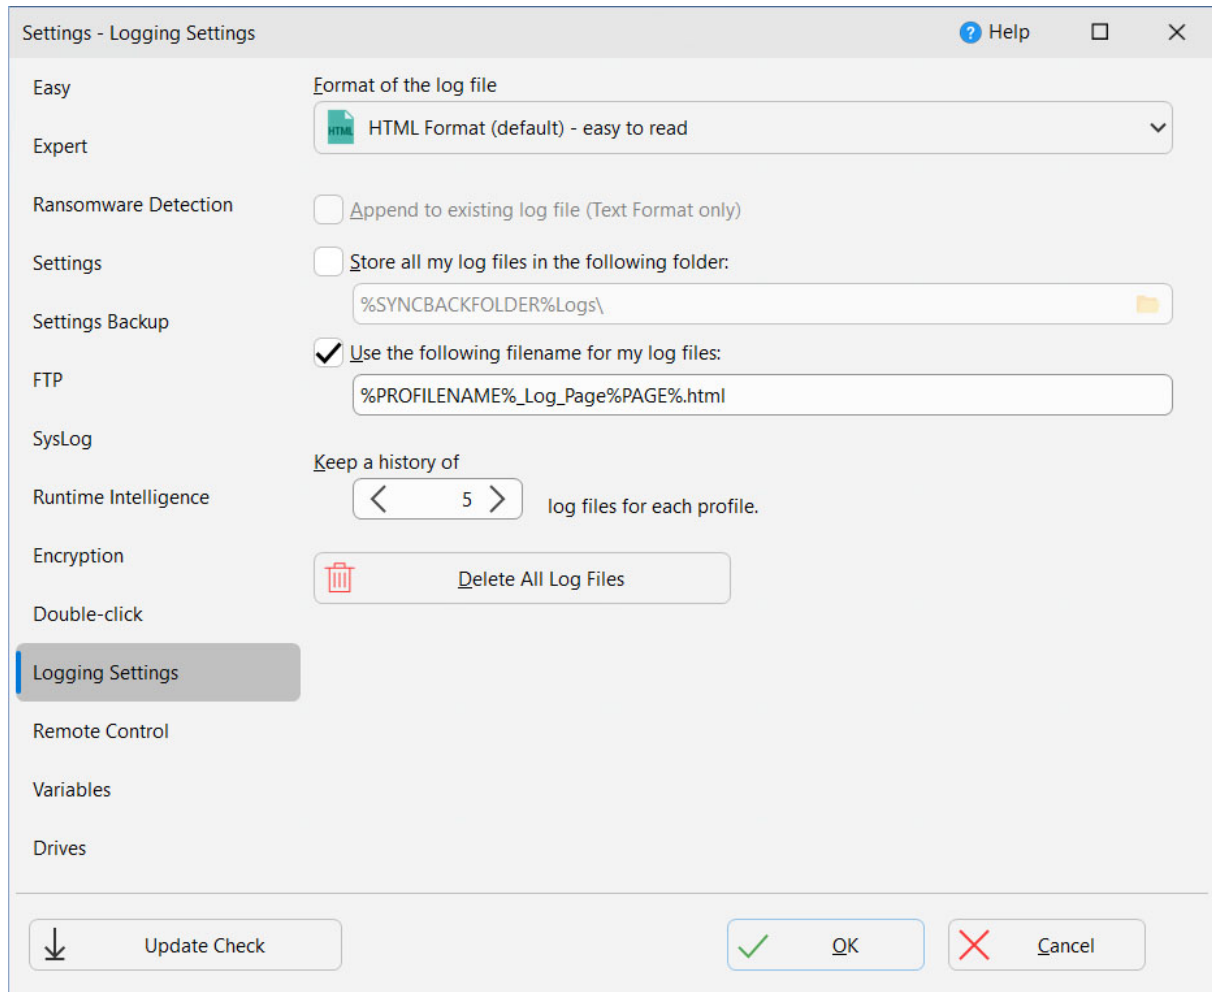 Settings - Logging Settings
? Help
Easy
Expert
Ransomware Detection
Settings
Settings Backup
FTP
SysLog
Runtime Intelligence
Encryption
Double-click
Logging Settings
Remote Control
Variables
Drives
Format of the log file
HTML HTML Format (default) - easy to read
Append to existing log file (Text Format only)
Store all my log files in the following folder:
%SYNCBACKFOLDER%Logs\
Use the following filename for my log files:
%PROFILENAME%_Log_Page%PAGE%.html
Keep a history of
5 log files for each profile.
Delete All Log Files
Update Check
OK
Cancel